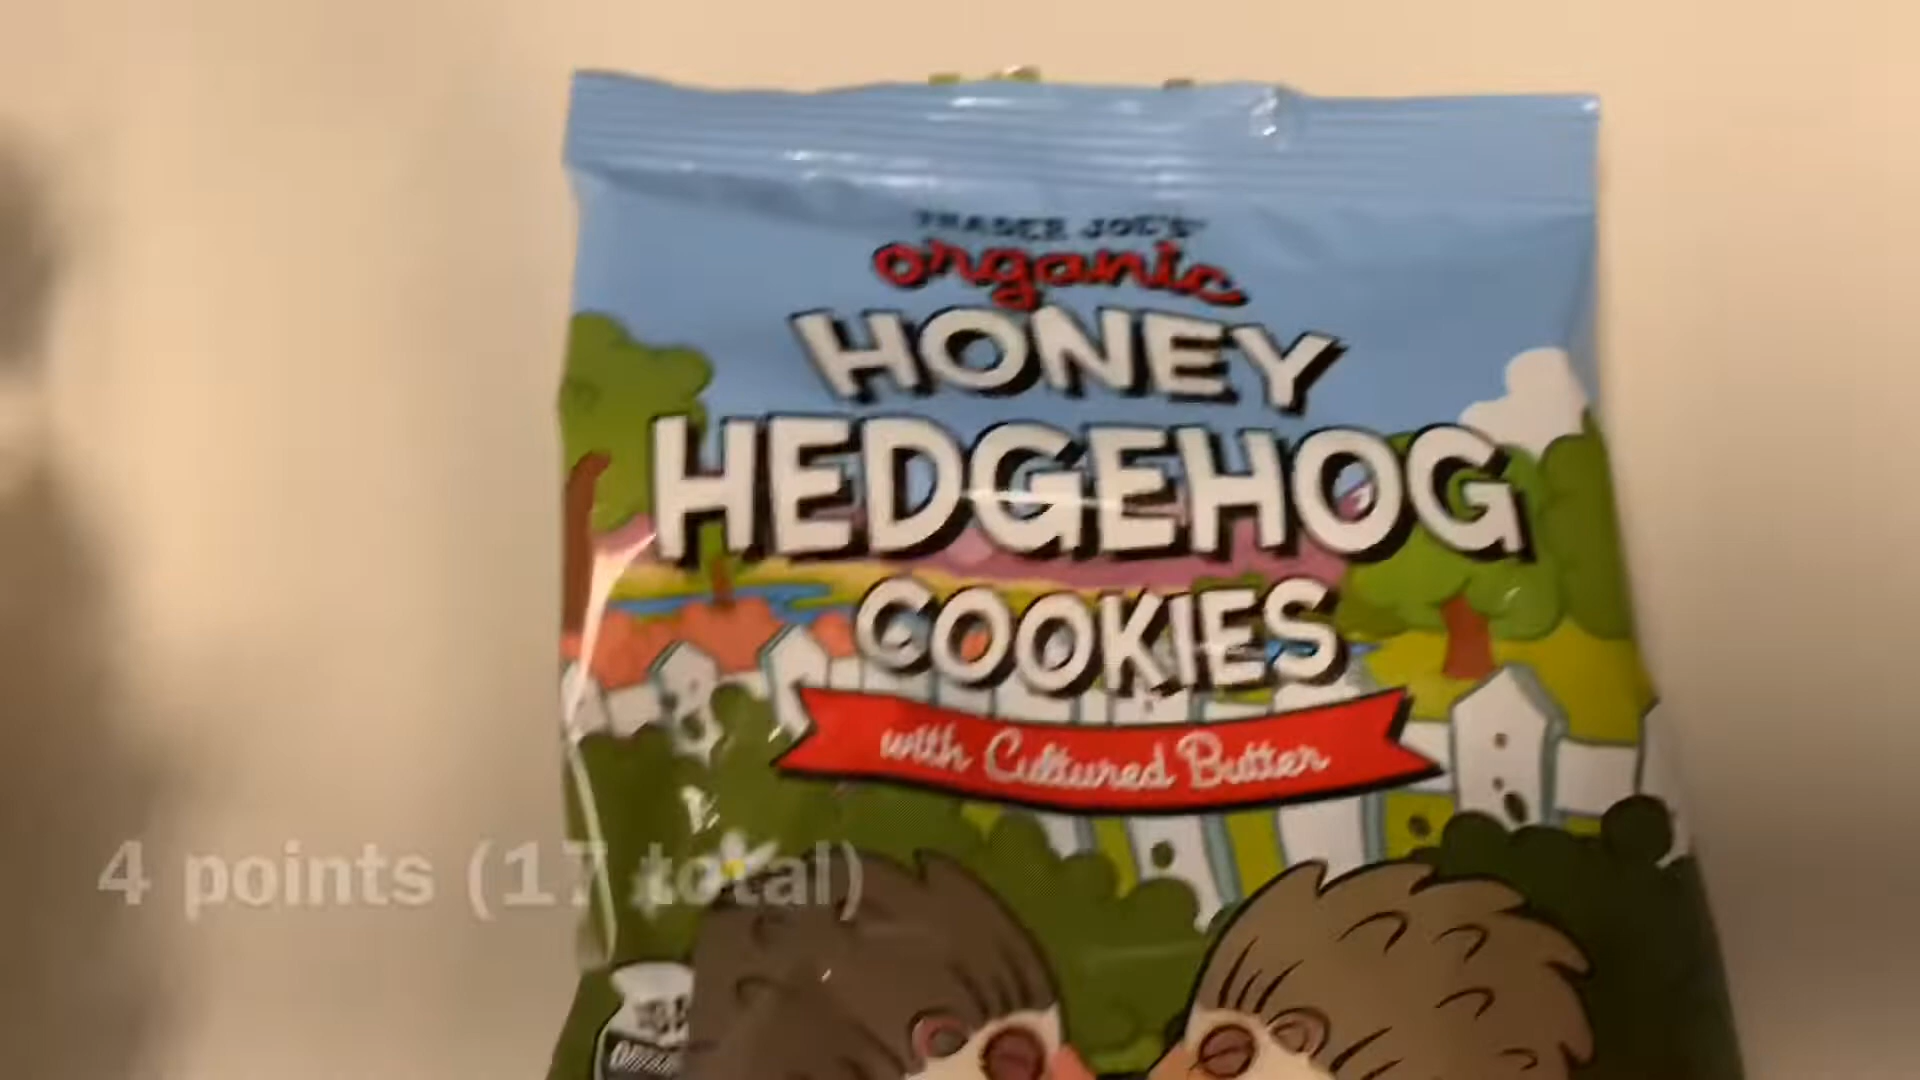 TRADER JOE'S
organic
HONEY
HEDGEHOG
COOKIES
with Cultured Butter
4 points (17 total)